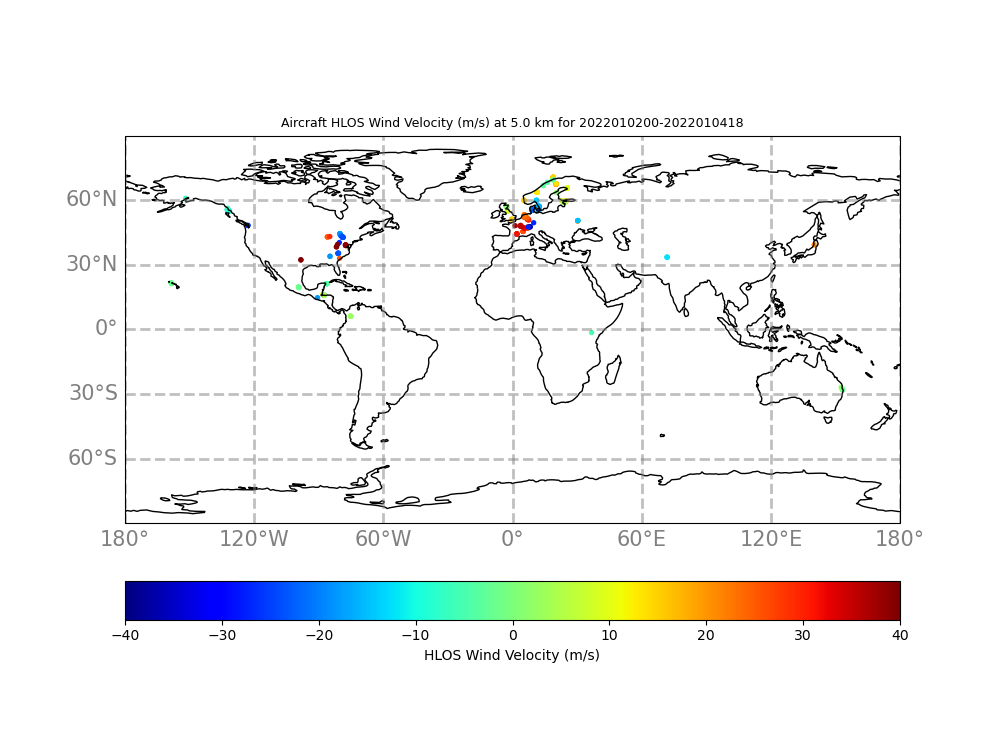 Aircraft HLOS Wind Velocity (m/s) at 5.0 km for 2022010200-2022010418
60°N
30°N
0°
30°S
60°S
180° 120°W 60°W 0° 60°E 120°E 180°
−40 −30 −20 −10 0 10 20 30 40
HLOS Wind Velocity (m/s)